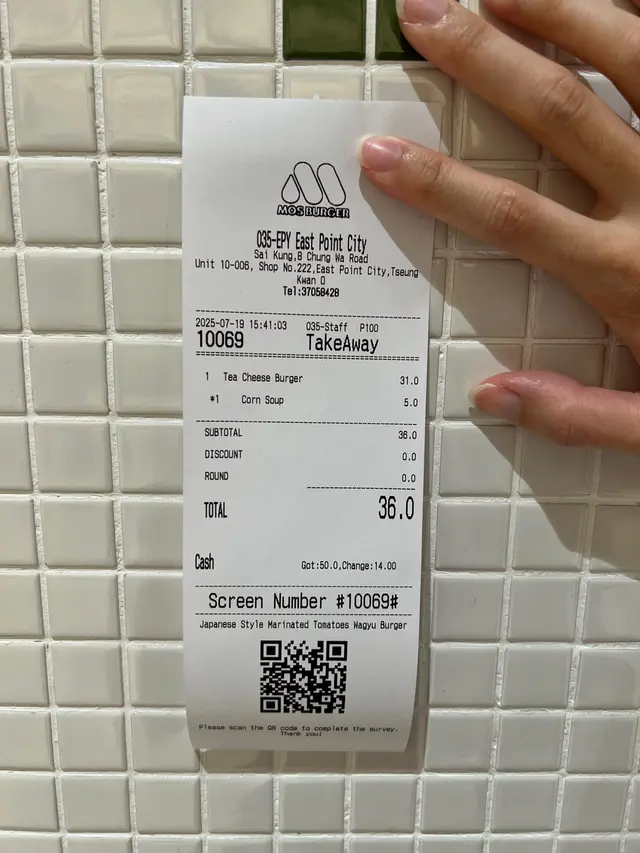 MOS BURGER
035-EPY East Point City
Sai Kung,8 Chung Wa Road
Unit 10-006, Shop No.222,East Point City,Tseung
Kwan O
Tel:37058428
2025-07-19 15:41:03 035-Staff P100
10069 TakeAway
1 Tea Cheese Burger 31.0
*1 Corn Soup 5.0
SUBTOTAL 36.0
DISCOUNT 0.0
ROUND 0.0
TOTAL 36.0
Cash Got:50.0,Change:14.00
Screen Number #10069#
Japanese Style Marinated Tomatoes Wagyu Burger
Please scan the QR code to complete the survey.
Thank you!